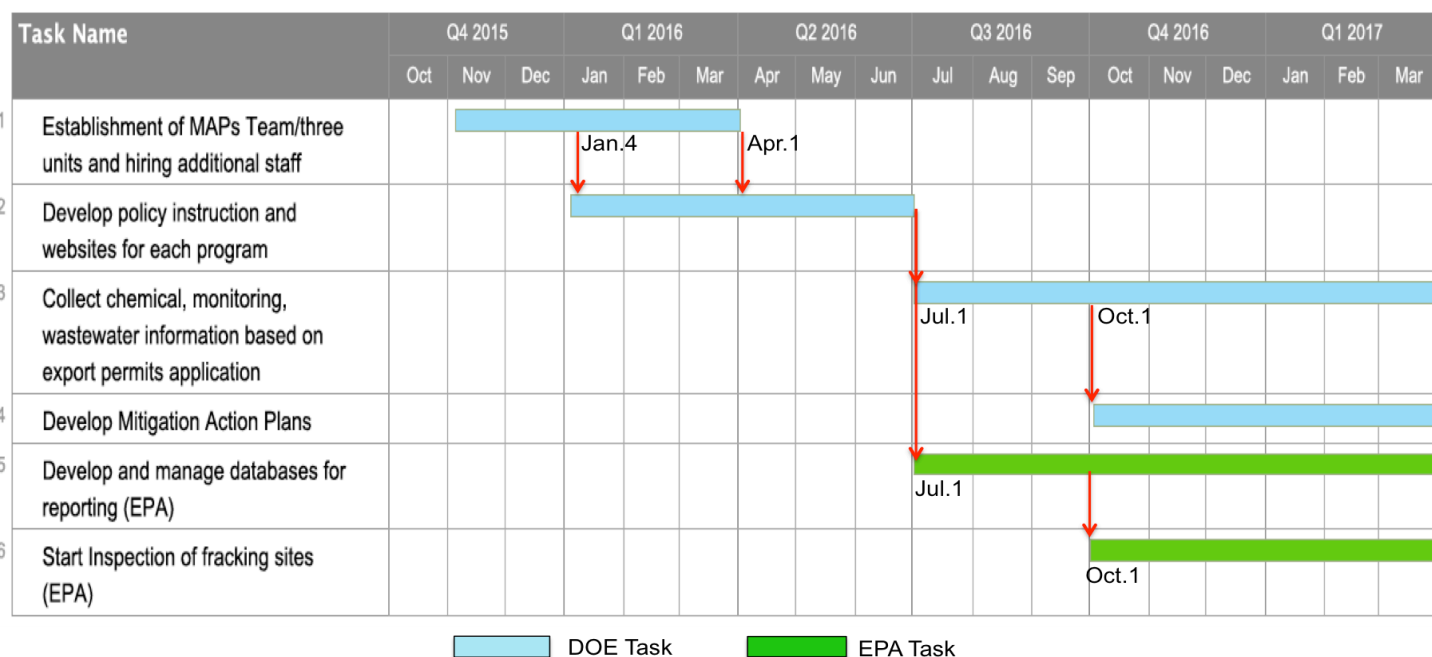 Task Name
Q4 2015 Q1 2016 Q2 2016 Q3 2016 Q4 2016 Q1 2017
Oct Nov Dec Jan Feb Mar Apr May Jun Jul Aug Sep Oct Nov Dec Jan Feb Mar
1 Establishment of MAPs Team/three
units and hiring additional staff
Jan.4 Apr.1
2 Develop policy instruction and
websites for each program
3 Collect chemical, monitoring,
wastewater information based on
export permits application
Jul.1 Oct.1
4 Develop Mitigation Action Plans
5 Develop and manage databases for
reporting (EPA)
Jul.1
6 Start Inspection of fracking sites
(EPA)
Oct.1
DOE Task EPA Task